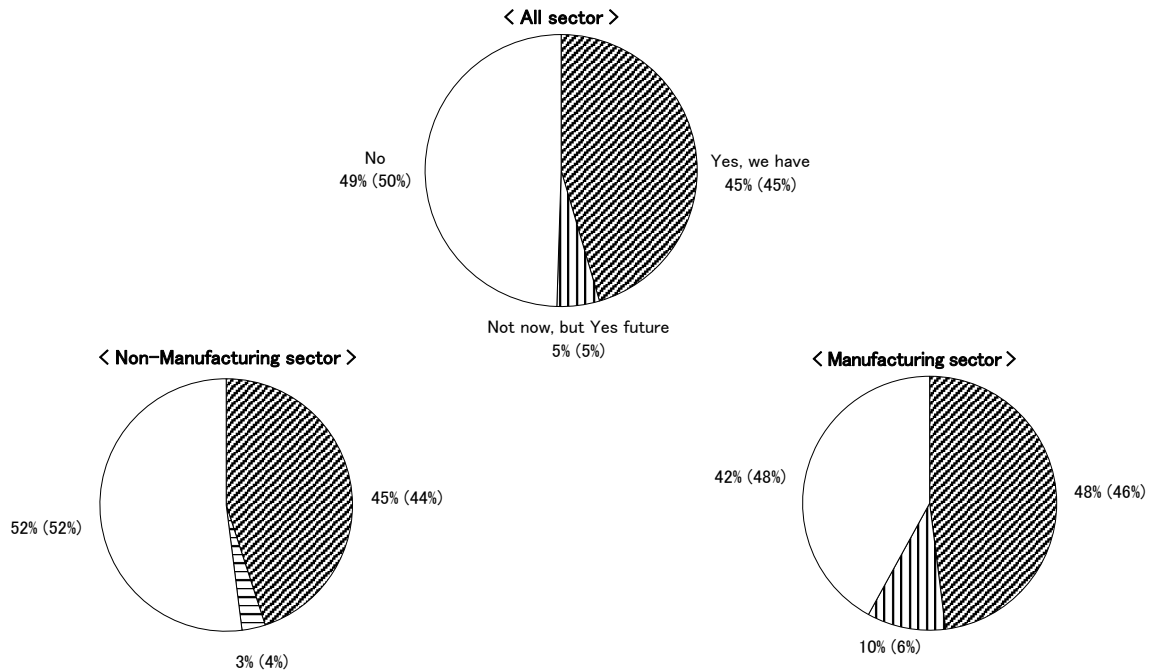 < All sector >
No
49% (50%)
Yes, we have
45% (45%)
Not now, but Yes future
5% (5%)
< Non-Manufacturing sector >
52% (52%)
45% (44%)
3% (4%)
< Manufacturing sector >
42% (48%)
48% (46%)
10% (6%)